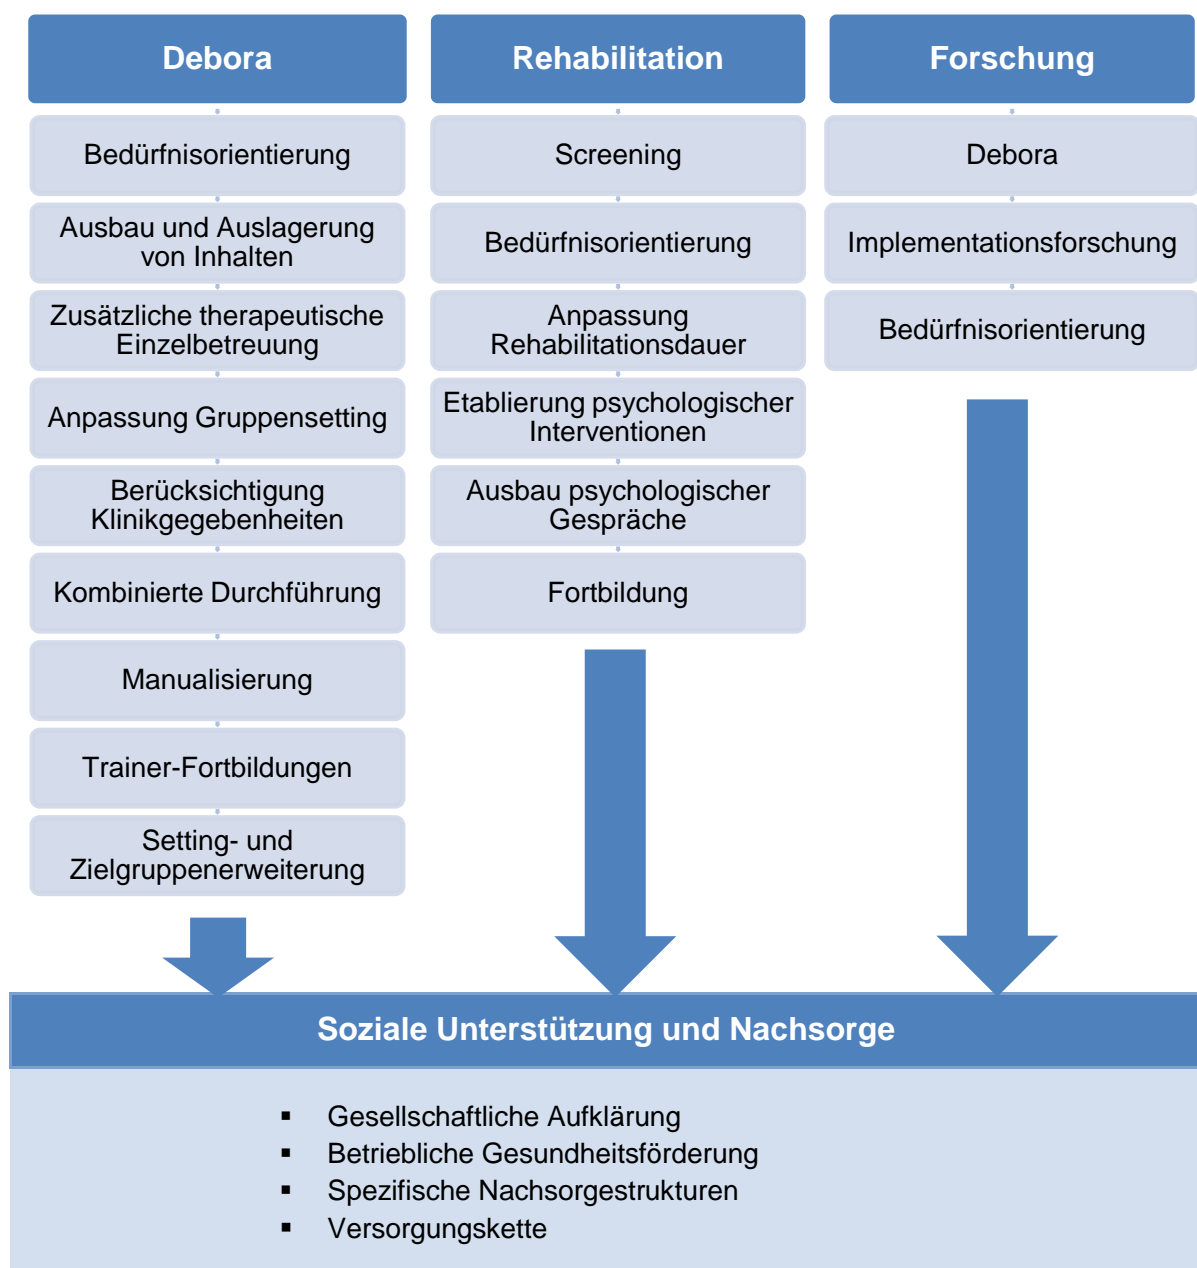 Debora
Bedürfnisorientierung
Ausbau und Auslagerung
von Inhalten
Zusätzliche therapeutische
Einzelbetreuung
Anpassung Gruppensetting
Berücksichtigung
Klinikgegebenheiten
Kombinierte Durchführung
Manualisierung
Trainer-Fortbildungen
Setting- und
Zielgruppenerweiterung
Rehabilitation
Screening
Bedürfnisorientierung
Anpassung
Rehabilitationsdauer
Etablierung psychologischer
Interventionen
Ausbau psychologischer
Gespräche
Fortbildung
Forschung
Debora
Implementationsforschung
Bedürfnisorientierung
Soziale Unterstützung und Nachsorge
▪ Gesellschaftliche Aufklärung
▪ Betriebliche Gesundheitsförderung
▪ Spezifische Nachsorgestrukturen
▪ Versorgungskette